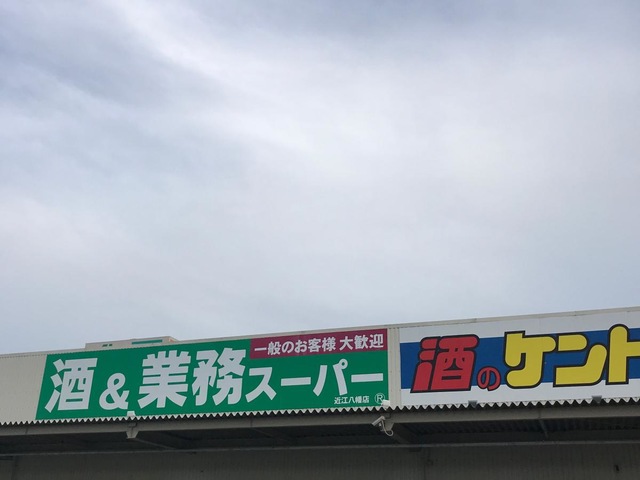 一般のお客様 大歓迎
酒&業務スーパー
近江八幡店 ®
酒のケント